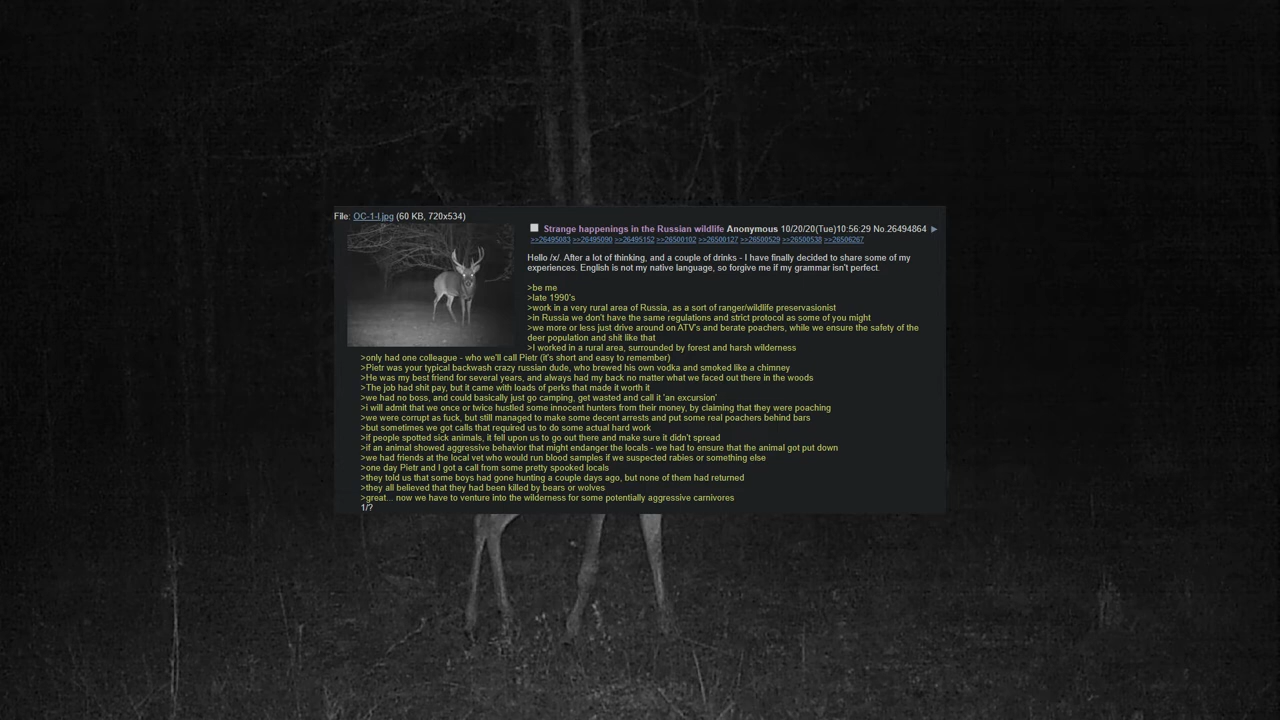 File: OC-1-I.jpg (60 KB, 720x534)
Strange happenings in the Russian wildlife Anonymous 10/20/20(Tue)10:56:29 No.26494864 ▶
>>26495083 >>26495090 >>26495152 >>26500102 >>26500127 >>26500529 >>26500538 >>26506267
Hello /x/. After a lot of thinking, and a couple of drinks - I have finally decided to share some of my
experiences. English is not my native language, so forgive me if my grammar isn't perfect.
>be me
>late 1990's
>work in a very rural area of Russia, as a sort of ranger/wildlife preservasionist
>in Russia we don't have the same regulations and strict protocol as some of you might
>we more or less just drive around on ATV's and berate poachers, while we ensure the safety of the
deer population and shit like that
>I worked in a rural area, surrounded by forest and harsh wilderness
>only had one colleague - who we'll call Pietr (it's short and easy to remember)
>Pietr was your typical backwash crazy russian dude, who brewed his own vodka and smoked like a chimney
>He was my best friend for several years, and always had my back no matter what we faced out there in the woods
>The job had shit pay, but it came with loads of perks that made it worth it
>we had no boss, and could basically just go camping, get wasted and call it 'an excursion'
>i will admit that we once or twice hustled some innocent hunters from their money, by claiming that they were poaching
>we were corrupt as fuck, but still managed to make some decent arrests and put some real poachers behind bars
>but sometimes we got calls that required us to do some actual hard work
>if people spotted sick animals, it fell upon us to go out there and make sure it didn't spread
>if an animal showed aggressive behavior that might endanger the locals - we had to ensure that the animal got put down
>we had friends at the local vet who would run blood samples if we suspected rabies or something else
>one day Pietr and I got a call from some pretty spooked locals
>they told us that some boys had gone hunting a couple days ago, but none of them had returned
>they all believed that they had been killed by bears or wolves
>great... now we have to venture into the wilderness for some potentially aggressive carnivores
1/?